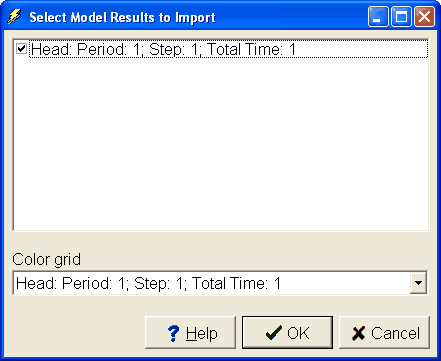 Select Model Results to Import
Head: Period: 1; Step: 1; Total Time: 1
Color grid
Head: Period: 1; Step: 1; Total Time: 1
Help OK Cancel